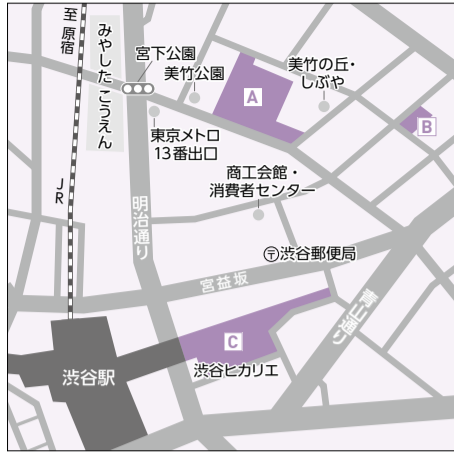 至 原宿
みやした こうえん
宮下公園
美竹公園
A
美竹の丘・
しぶや
B
東京メトロ
13番出口
商工会館・
消費者センター
JR
明治通り
〒渋谷郵便局
宮益坂
青山通り
C
渋谷ヒカリエ
渋谷駅